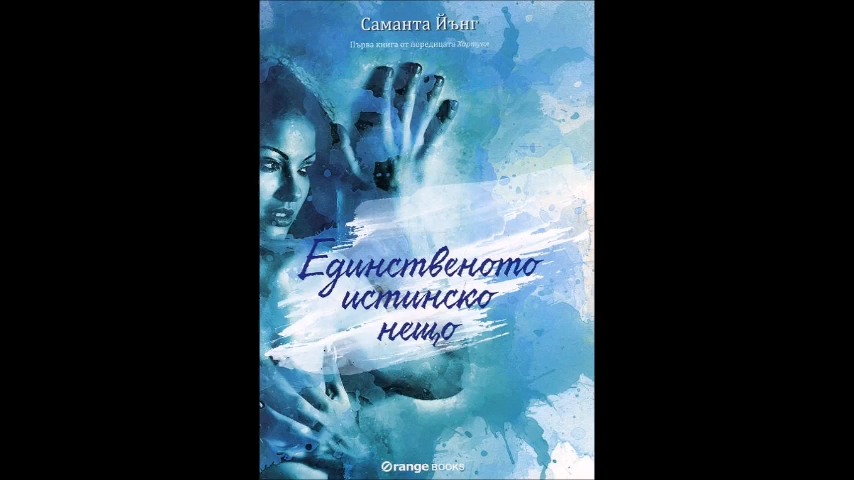 Саманта Йънг
Първа книга от поредицата Хартуел
Единственото
истинско
нещо
Orange BOOKS